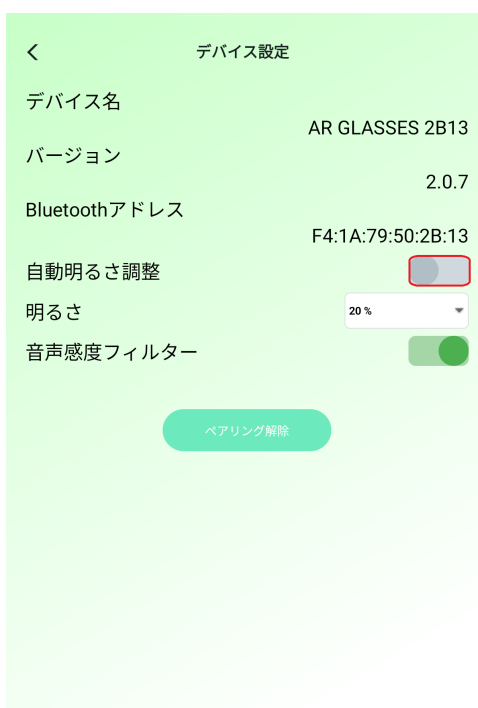 デバイス設定
デバイス名
AR GLASSES 2B13
バージョン
2.0.7
Bluetoothアドレス
F4:1A:79:50:2B:13
自動明るさ調整
明るさ
20 %
音声感度フィルター
ペアリング解除